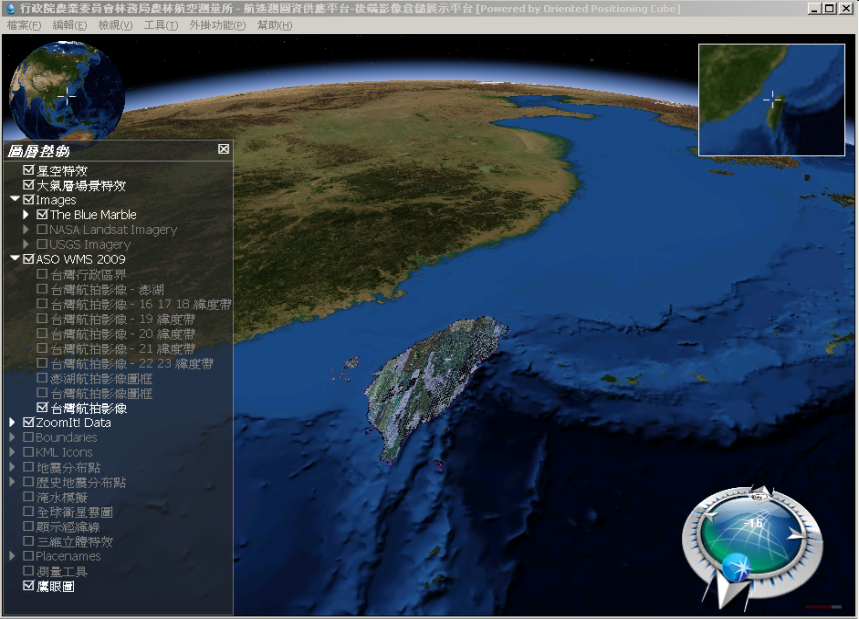 行政院農業委員會林務局農林航空測量所 - 航遙測圖資供應平台-後端影像倉儲展示平台 [Powered by Oriented Positioning Cube]
檔案(F) 編輯(E) 檢視(V) 工具(T) 外掛功能(P) 幫助(H)
圖層控制
星空特效
大氣層場景特效
Images
The Blue Marble
NASA Landsat Imagery
USGS Imagery
ASO WMS 2009
台灣行政區界
台灣航拍影像 - 澎湖
台灣航拍影像 - 16 17 18 緯度帶
台灣航拍影像 - 19 緯度帶
台灣航拍影像 - 20 緯度帶
台灣航拍影像 - 21 緯度帶
台灣航拍影像 - 22 23 緯度帶
澎湖航拍影像圖框
台灣航拍影像圖框
台灣航拍影像
ZoomIt! Data
Boundaries
KML Icons
地震分布點
歷史地震分布點
淹水模擬
全球衛星雲圖
顯示經緯線
三維立體特效
Placenames
測量工具
鷹眼圖
-15